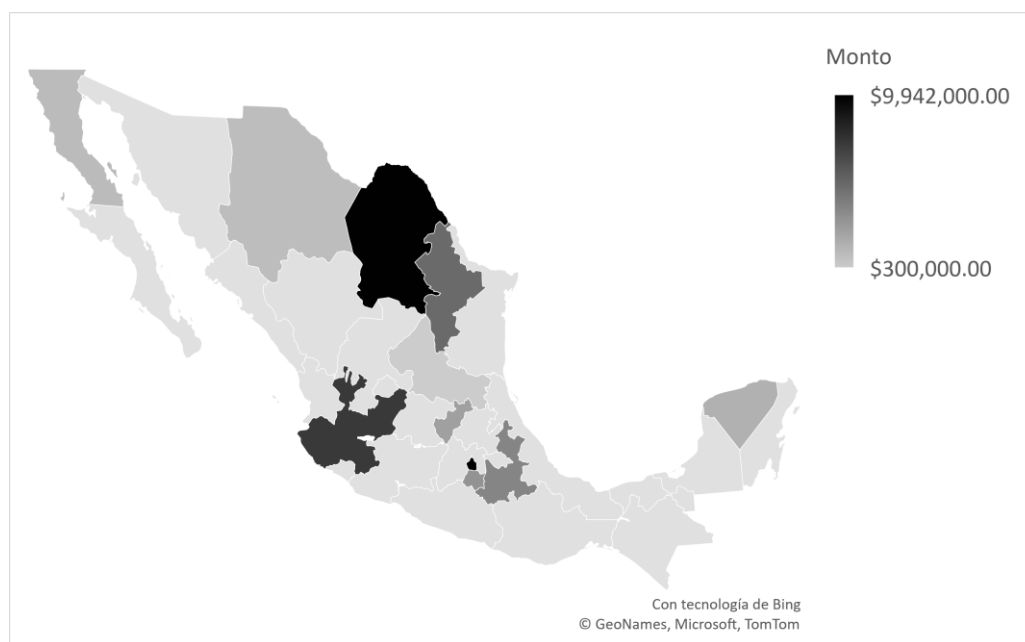 Monto
$9,942,000.00
$300,000.00
Con tecnología de Bing
© GeoNames, Microsoft, TomTom